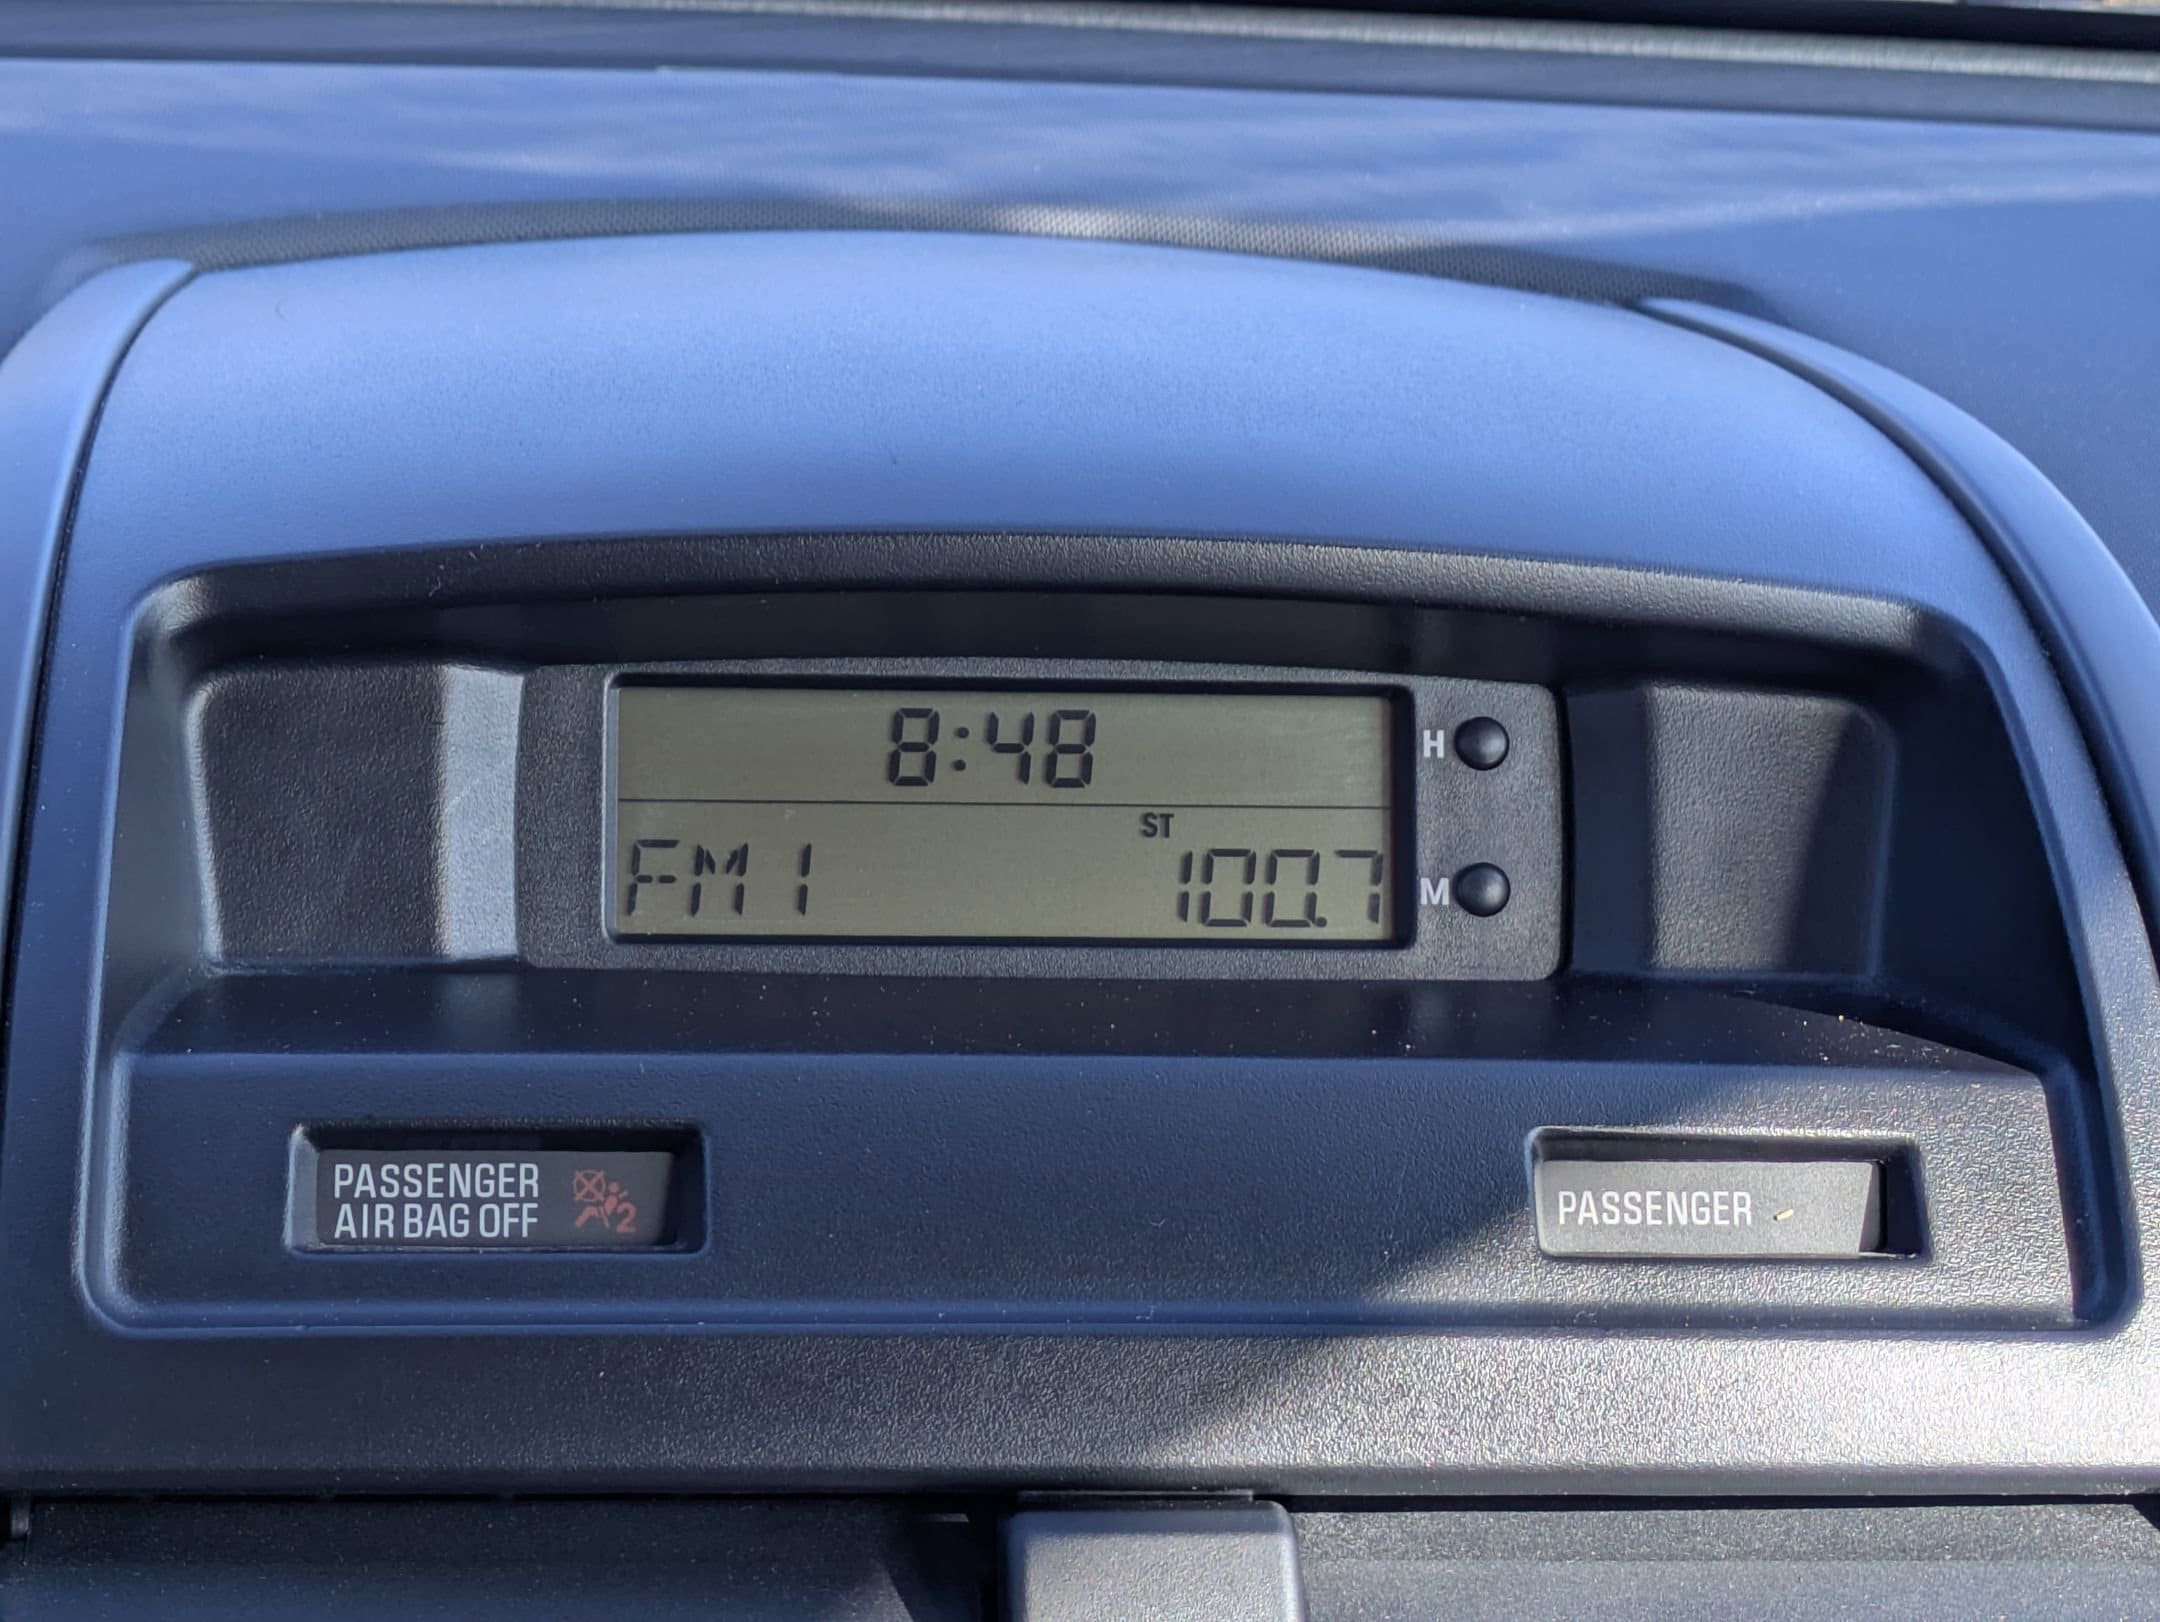 8:48
H
ST
FM1 100.7
M
PASSENGER
AIR BAG OFF
2
PASSENGER